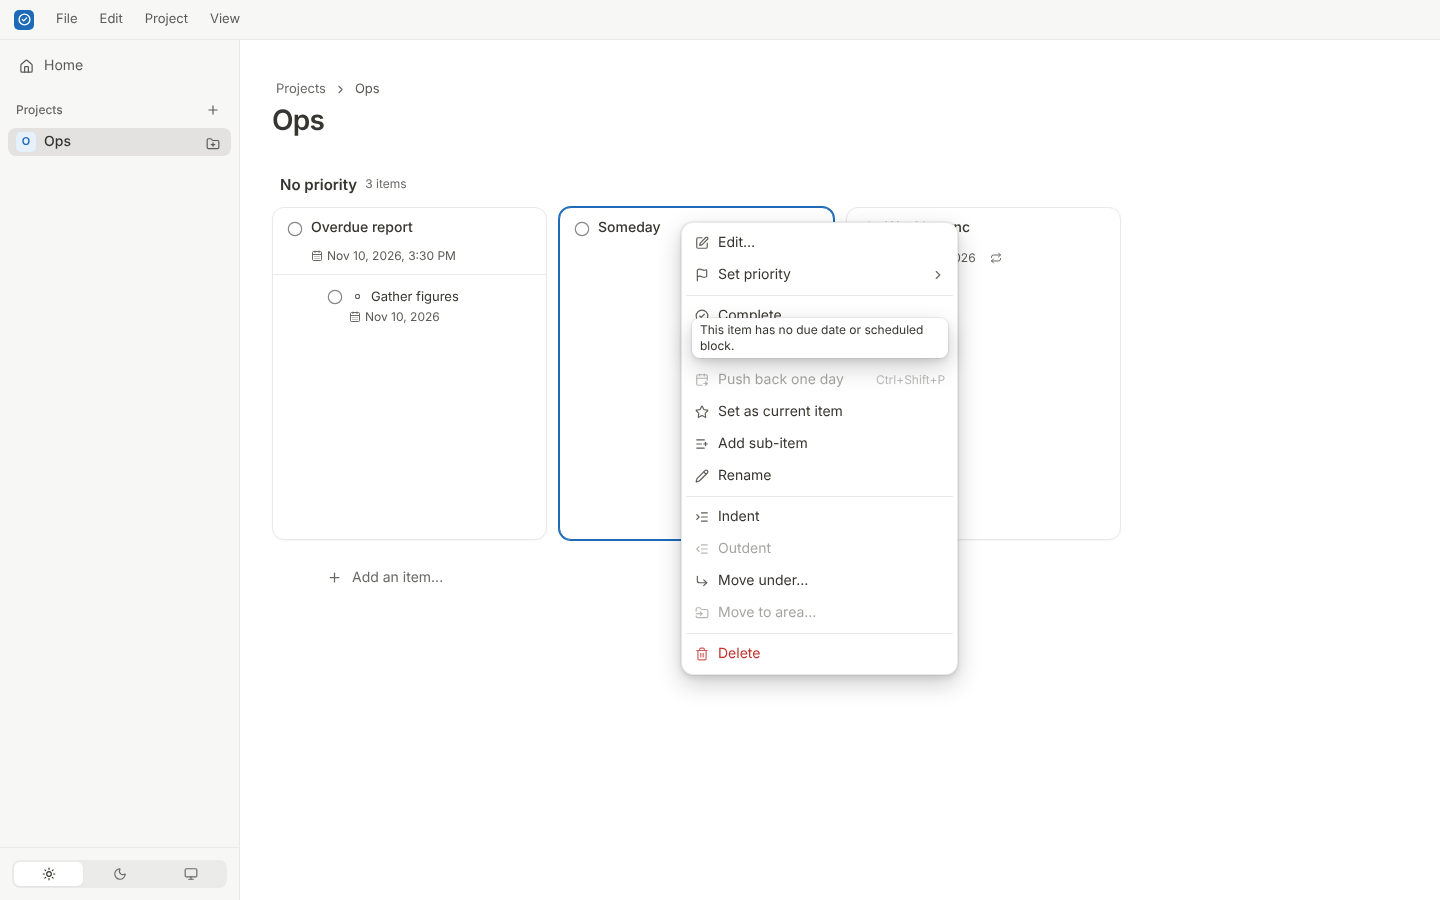 File Edit Project View
Home
Projects
O Ops
Projects Ops
Ops
No priority 3 items
Overdue report
Nov 10, 2026, 3:30 PM
Gather figures
Nov 10, 2026
Add an item...
Someday
Edit...
Set priority
Complete
This item has no due date or scheduled
block.
Push back one day Ctrl+Shift+P
Set as current item
Add sub-item
Rename
Indent
Outdent
Move under...
Move to area...
Delete